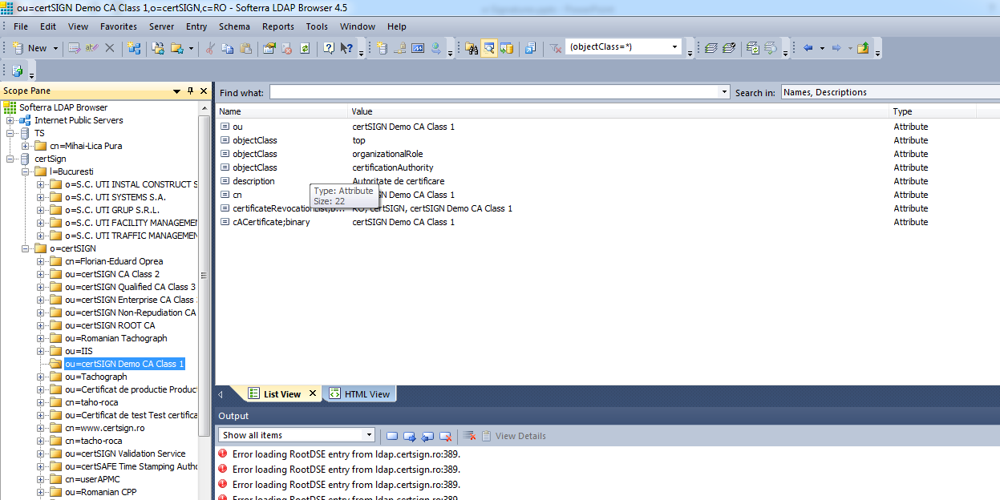 ou=certSIGN Demo CA Class 1,o=certSIGN,c=RO - Softerra LDAP Browser 4.5
File Edit View Favorites Server Entry Schema Reports Tools Window Help
New (objectClass=*)
Scope Pane
Find what: Search in: Names, Descriptions
Softerra LDAP Browser
Internet Public Servers
TS
cn=Mihai-Lica Pura
certSign
l=Bucuresti
o=S.C. UTI INSTAL CONSTRUCT S
o=S.C. UTI SYSTEMS S.A.
o=S.C. UTI GRUP S.R.L.
o=S.C. UTI FACILITY MANAGEMEN
o=S.C. UTI TRAFFIC MANAGEMEN
o=certSIGN
cn=Florian-Eduard Oprea
ou=certSIGN CA Class 2
ou=certSIGN Qualified CA Class 3
ou=certSIGN Enterprise CA Class
ou=certSIGN Non-Repudiation CA
ou=certSIGN ROOT CA
ou=Romanian Tachograph
ou=IIS
ou=certSIGN Demo CA Class 1
ou=Tachograph
ou=Certificat de productie Produc
cn=taho-roca
ou=Certificat de test Test certifica
cn=www.certsign.ro
cn=tacho-roca
ou=certSIGN Validation Service
ou=certSAFE Time Stamping Autho
cn=userAPMC
ou=Romanian CPP
Name Value Type
ou certSIGN Demo CA Class 1 Attribute
objectClass top Attribute
objectClass organizationalRole Attribute
objectClass certificationAuthority Attribute
description Autoritate de certificare Attribute
cn SIGN Demo CA Class 1 Attribute
certificateRevocationList;b... RO, certSIGN, certSIGN Demo CA Class 1 Attribute
cACertificate;binary certSIGN Demo CA Class 1 Attribute
Type: Attribute
Size: 22
List View HTML View
Output
Show all items View Details
Error loading RootDSE entry from ldap.certsign.ro:389.
Error loading RootDSE entry from ldap.certsign.ro:389.
Error loading RootDSE entry from ldap.certsign.ro:389.
Error loading RootDSE entry from ldap.certsign.ro:389.